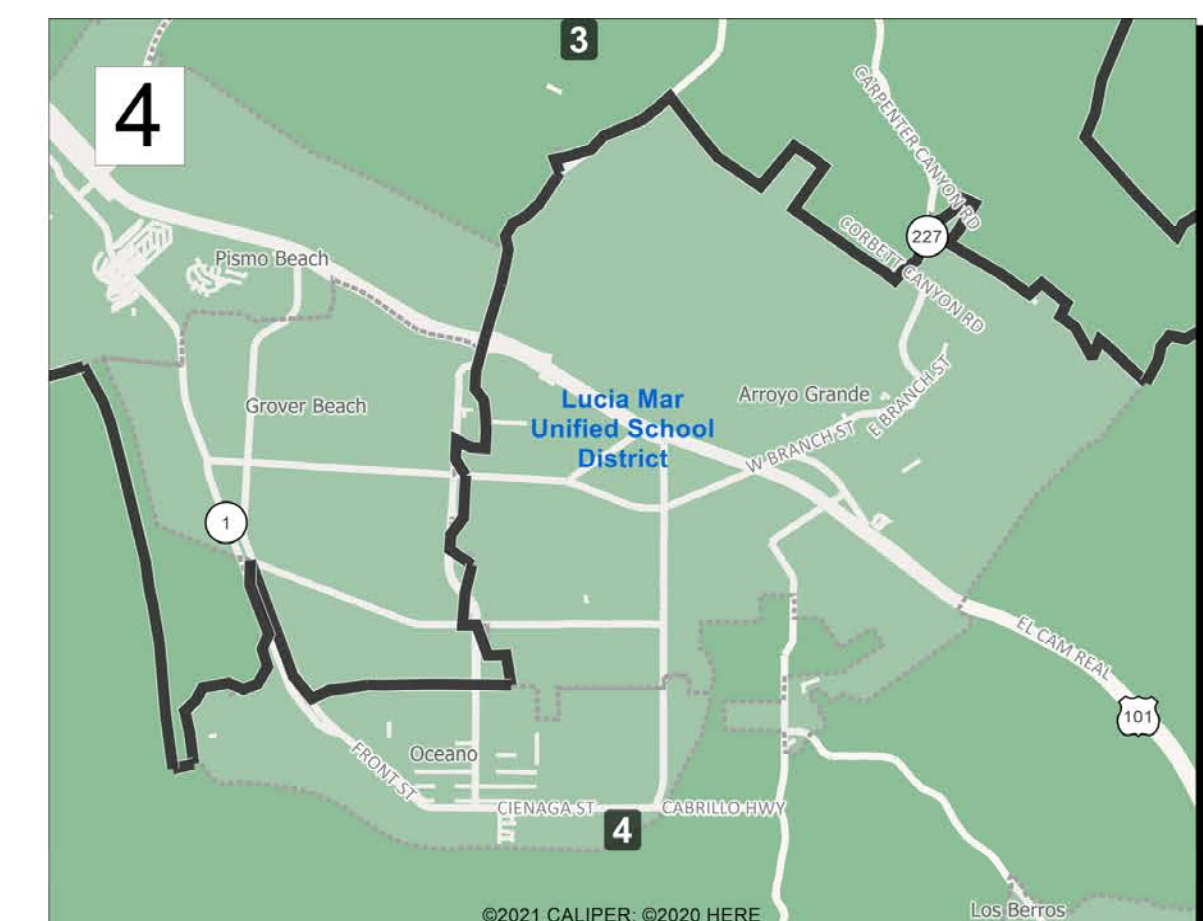 3
4
CARPENTER CANYON RD
227
CORBETT CANYON RD
Pismo Beach
Grover Beach
Lucia Mar
Unified School
District
Arroyo Grande
E BRANCH ST
W BRANCH ST
1
EL CAM REAL
101
Oceano
FRONT ST
CIENAGA ST
CABRILLO HWY
4
Los Berros
©2021 CALIPER; ©2020 HERE